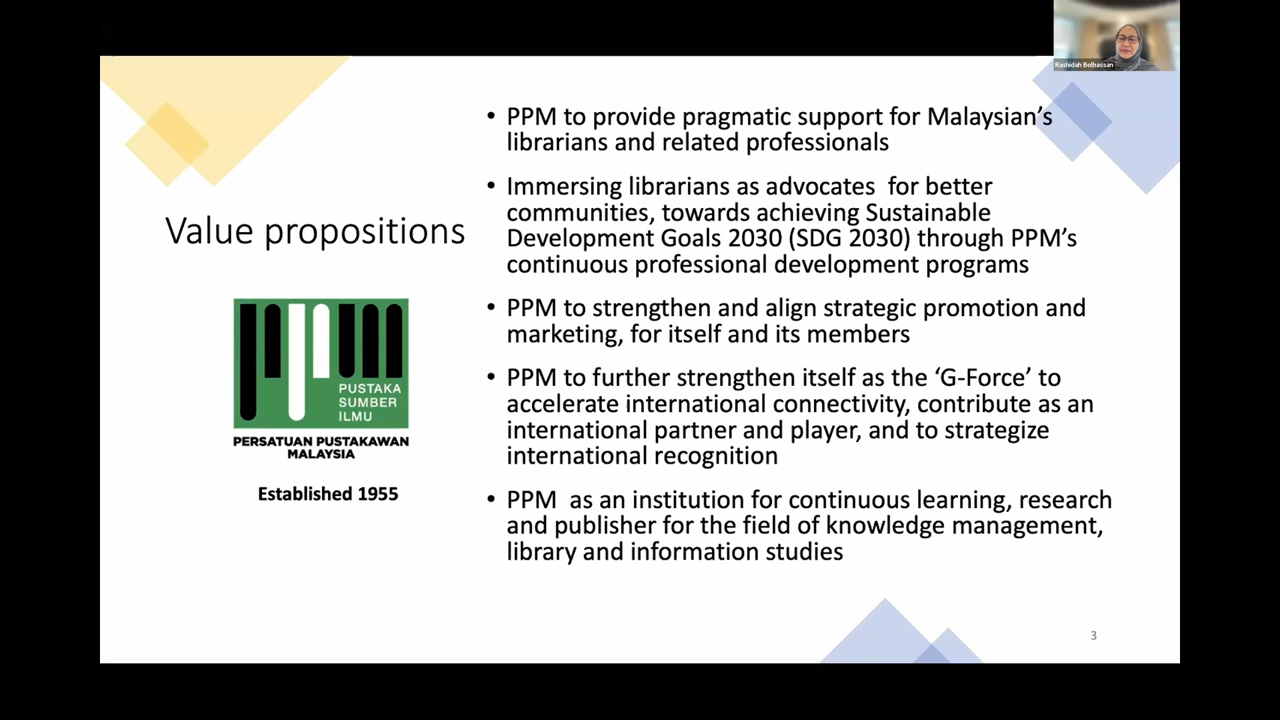 Rashidah Bolhassan
Value propositions
PUSTAKA
SUMBER
ILMU
PERSATUAN PUSTAKAWAN
MALAYSIA
Established 1955
• PPM to provide pragmatic support for Malaysian’s
librarians and related professionals
• Immersing librarians as advocates  for better
communities, towards achieving Sustainable
Development Goals 2030 (SDG 2030) through PPM’s
continuous professional development programs
• PPM to strengthen and align strategic promotion and
marketing, for itself and its members
• PPM to further strengthen itself as the ‘G-Force’ to
accelerate international connectivity, contribute as an
international partner and player, and to strategize
international recognition
• PPM  as an institution for continuous learning, research
and publisher for the field of knowledge management,
library and information studies
3